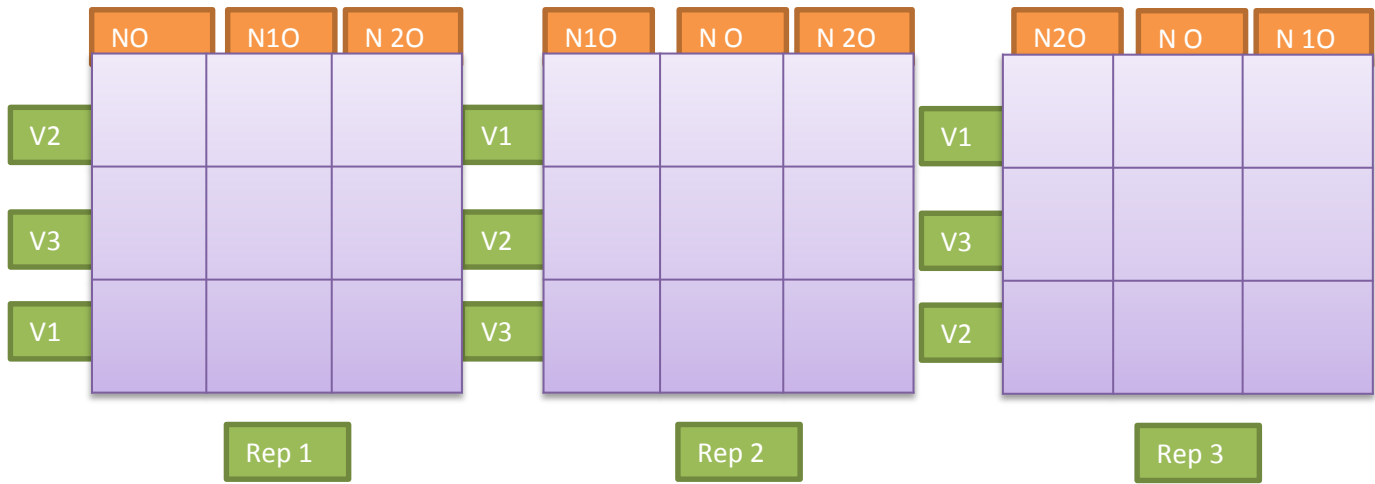 NO N1O N 2O
N1O N O N 2O
N2O N O N 1O
V2 V1 V1
V3 V2 V3
V1 V3 V2
Rep 1 Rep 2 Rep 3